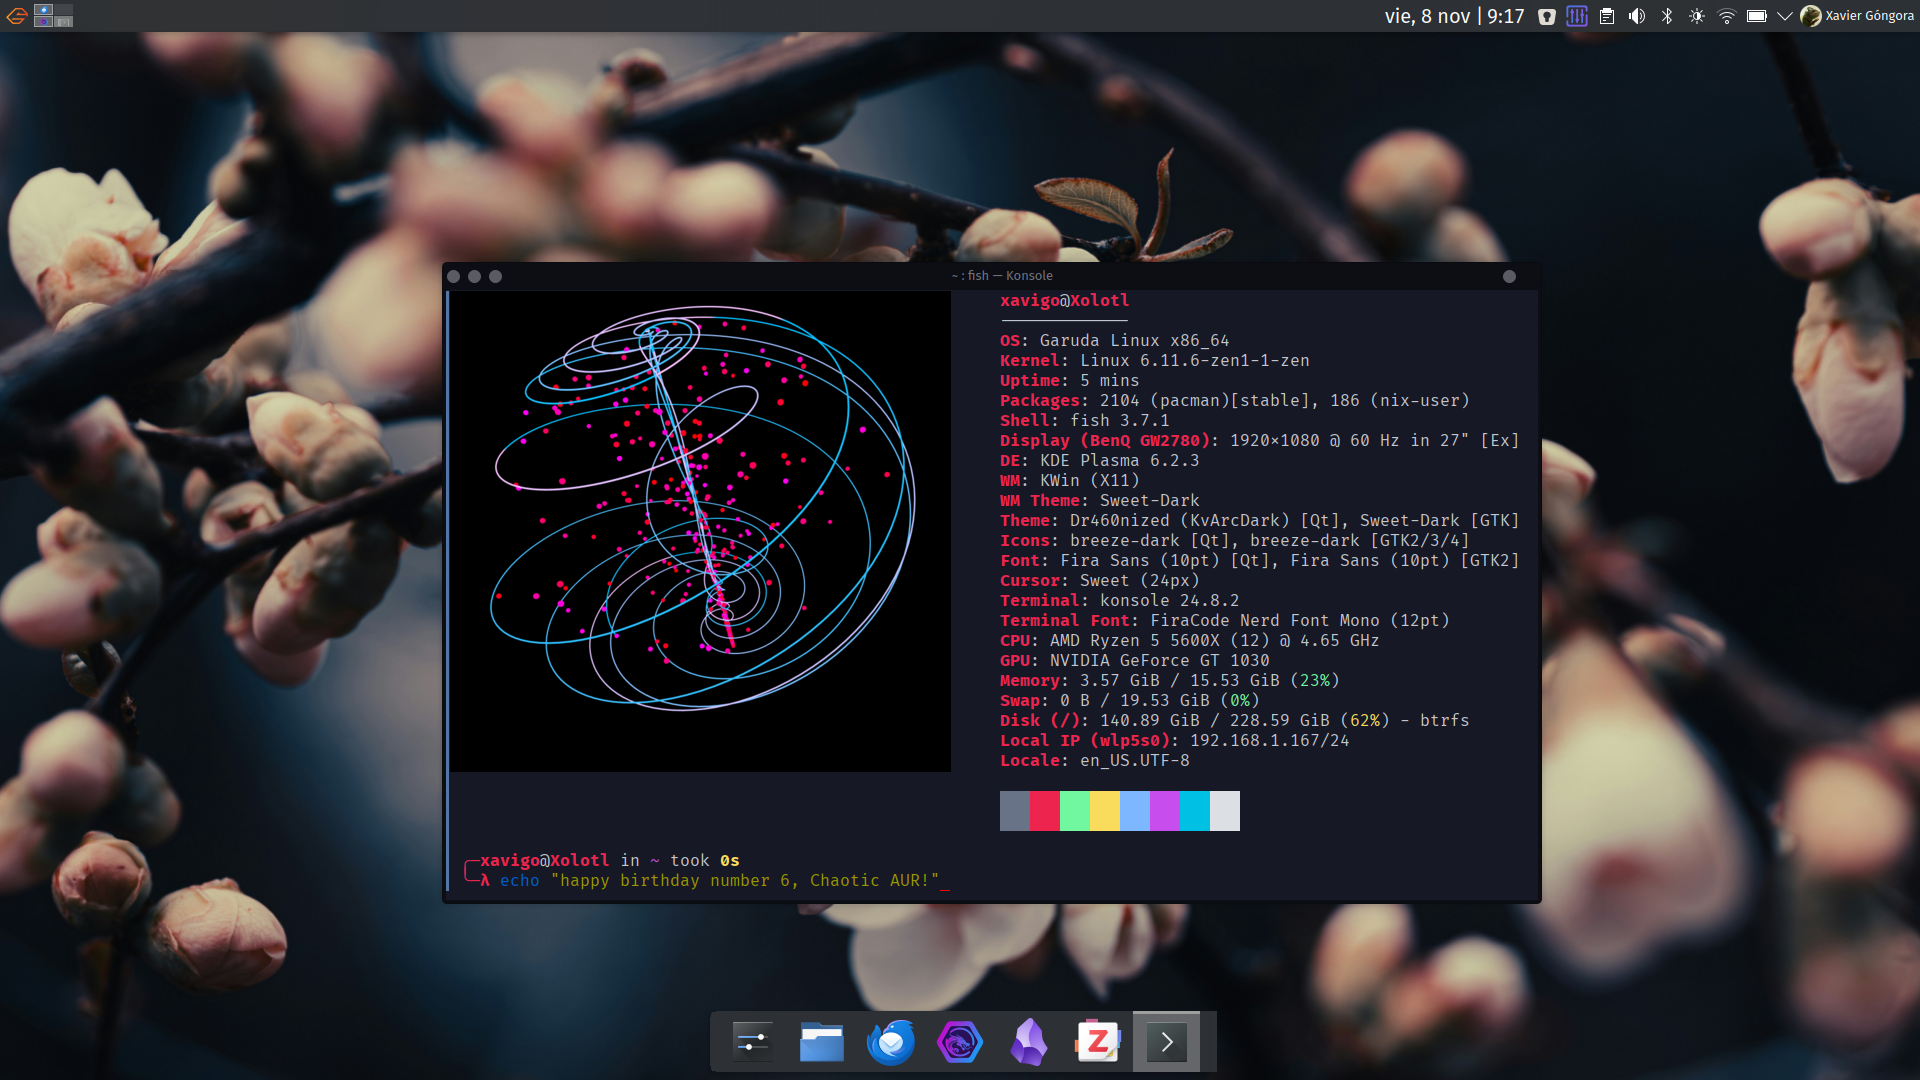 vie, 8 nov | 9:17
Xavier Góngora
~ : fish — Konsole
xavigo@Xolotl
OS: Garuda Linux x86_64
Kernel: Linux 6.11.6-zen1-1-zen
Uptime: 5 mins
Packages: 2104 (pacman)[stable], 186 (nix-user)
Shell: fish 3.7.1
Display (BenQ GW2780): 1920×1080 @ 60 Hz in 27" [Ex]
DE: KDE Plasma 6.2.3
WM: KWin (X11)
WM Theme: Sweet-Dark
Theme: Dr460nized (KvArcDark) [Qt], Sweet-Dark [GTK]
Icons: breeze-dark [Qt], breeze-dark [GTK2/3/4]
Font: Fira Sans (10pt) [Qt], Fira Sans (10pt) [GTK2]
Cursor: Sweet (24px)
Terminal: konsole 24.8.2
Terminal Font: FiraCode Nerd Font Mono (12pt)
CPU: AMD Ryzen 5 5600X (12) @ 4.65 GHz
GPU: NVIDIA GeForce GT 1030
Memory: 3.57 GiB / 15.53 GiB (23%)
Swap: 0 B / 19.53 GiB (0%)
Disk (/): 140.89 GiB / 228.59 GiB (62%) - btrfs
Local IP (wlp5s0): 192.168.1.167/24
Locale: en_US.UTF-8
╭─xavigo@Xolotl in ~ took 0s
╰─λ echo "happy birthday number 6, Chaotic AUR!"_
Z